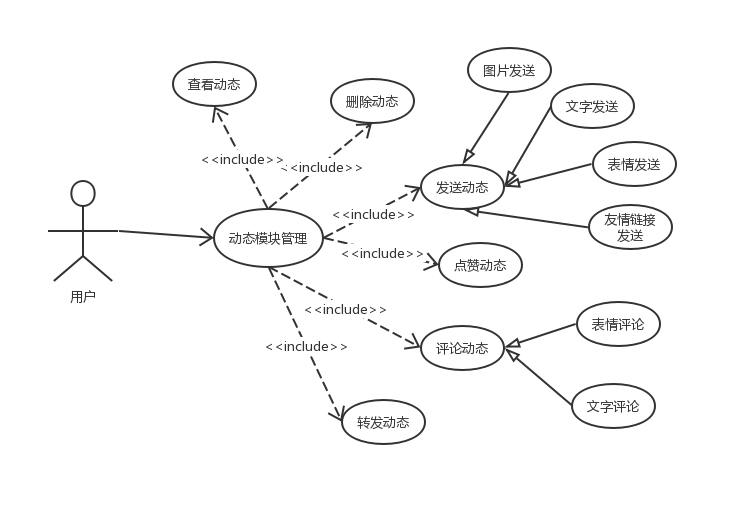 图片发送
查看动态
删除动态
文字发送
<<include>>
<<include>>
表情发送
发送动态
<<include>>
友情链接
发送
动态模块管理
<<include>>
点赞动态
用户
<<include>>
表情评论
<<include>>
评论动态
文字评论
转发动态